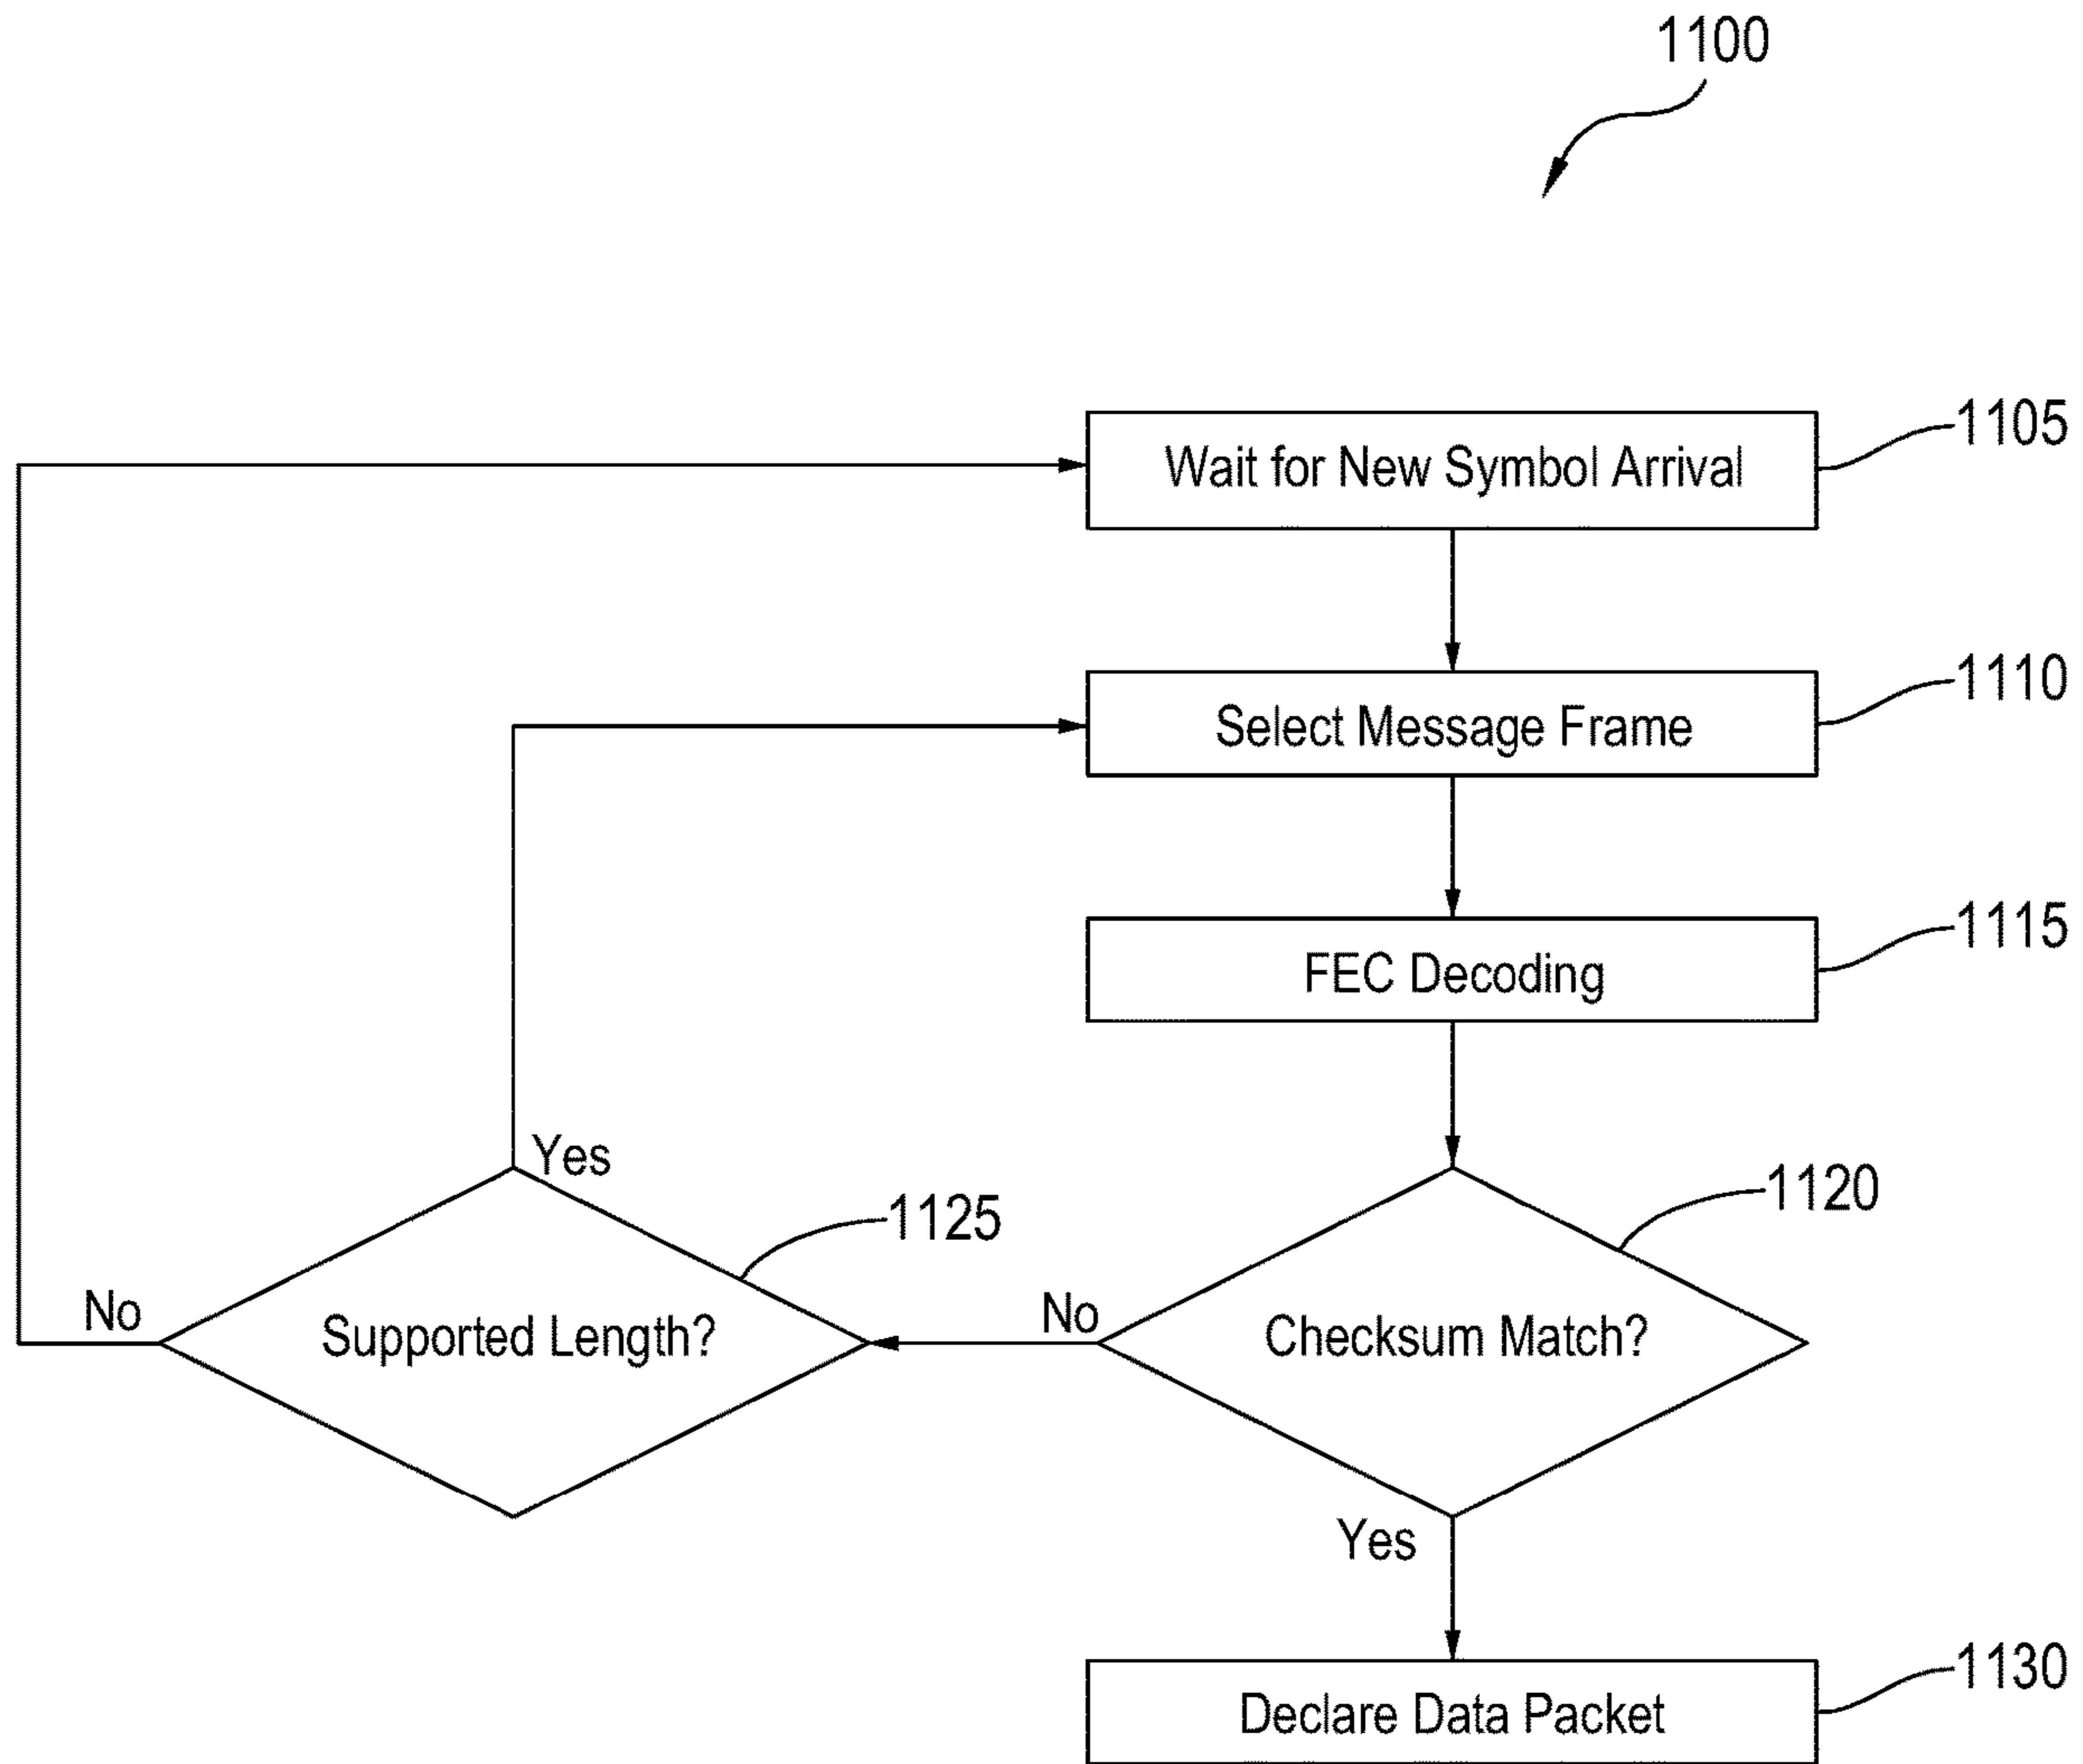 1100
Wait for New Symbol Arrival
1105
Select Message Frame
1110
FEC Decoding
1115
Yes
1125
1120
No
Supported Length?
No
Checksum Match?
Yes
Declare Data Packet
1130